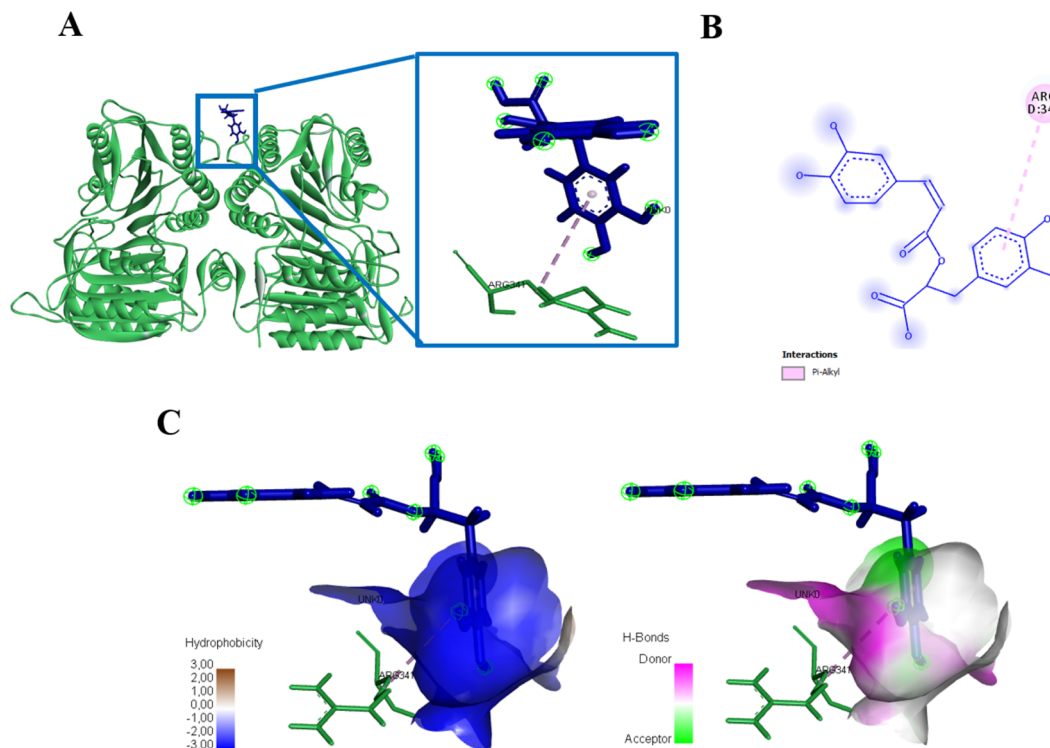 A
B
UNK0
ARG341
ARG
D:34
O
O
O
O
O
O
O
Interactions
Pi-Alkyl
C
Hydrophobicity
3,00
2,00
1,00
0,00
-1,00
-2,00
-3,00
UNK0
ARG341
H-Bonds
Donor
Acceptor
UNK0
ARG341